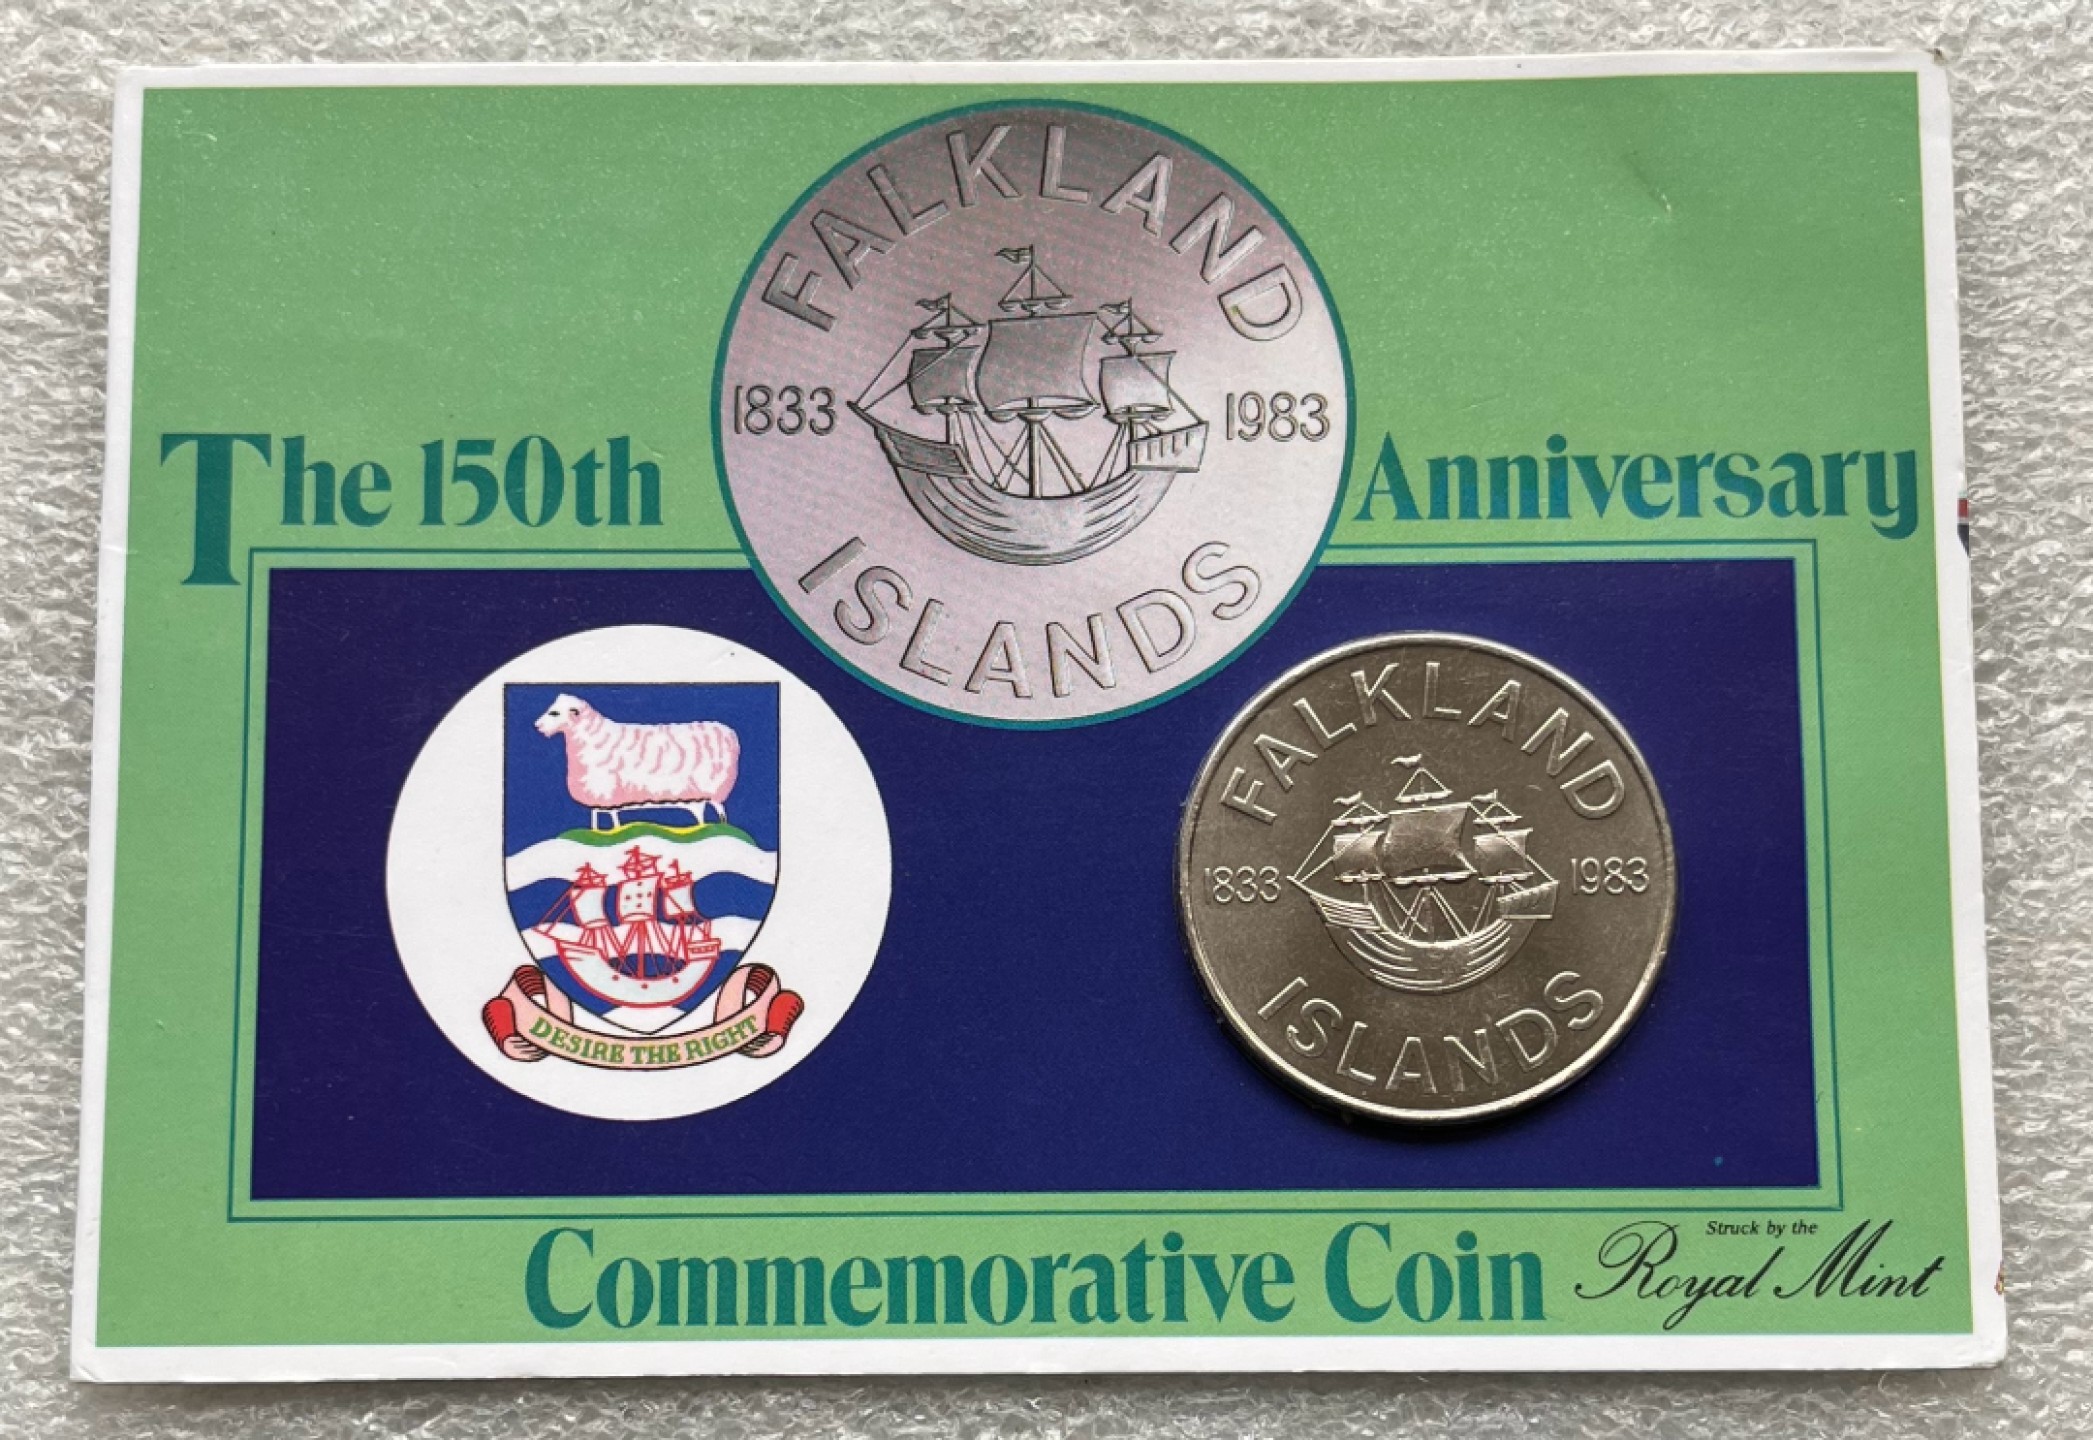 FALKLAND
1833 1983
ISLANDS
The 150th Anniversary
DESIRE THE RIGHT
FALKLAND
1833 1983
ISLANDS
Commemorative Coin
Struck by the
Royal Mint